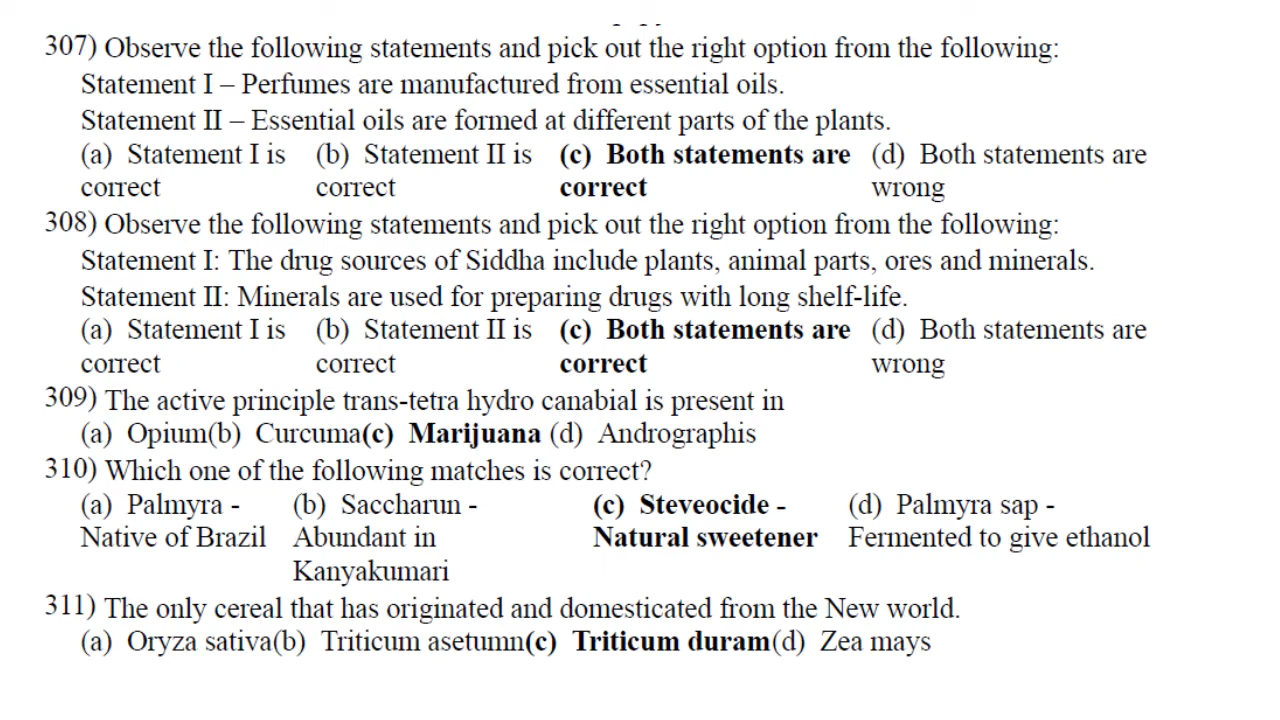 307) Observe the following statements and pick out the right option from the following:
Statement I – Perfumes are manufactured from essential oils.
Statement II – Essential oils are formed at different parts of the plants.
(a) Statement I is (b) Statement II is (c) Both statements are (d) Both statements are
correct correct correct wrong
308) Observe the following statements and pick out the right option from the following:
Statement I: The drug sources of Siddha include plants, animal parts, ores and minerals.
Statement II: Minerals are used for preparing drugs with long shelf-life.
(a) Statement I is (b) Statement II is (c) Both statements are (d) Both statements are
correct correct correct wrong
309) The active principle trans-tetra hydro canabial is present in
(a) Opium(b) Curcuma(c) Marijuana (d) Andrographis
310) Which one of the following matches is correct?
(a) Palmyra - (b) Saccharun - (c) Steveocide - (d) Palmyra sap -
Native of Brazil Abundant in Natural sweetener Fermented to give ethanol
Kanyakumari
311) The only cereal that has originated and domesticated from the New world.
(a) Oryza sativa(b) Triticum asetumn(c) Triticum duram(d) Zea mays